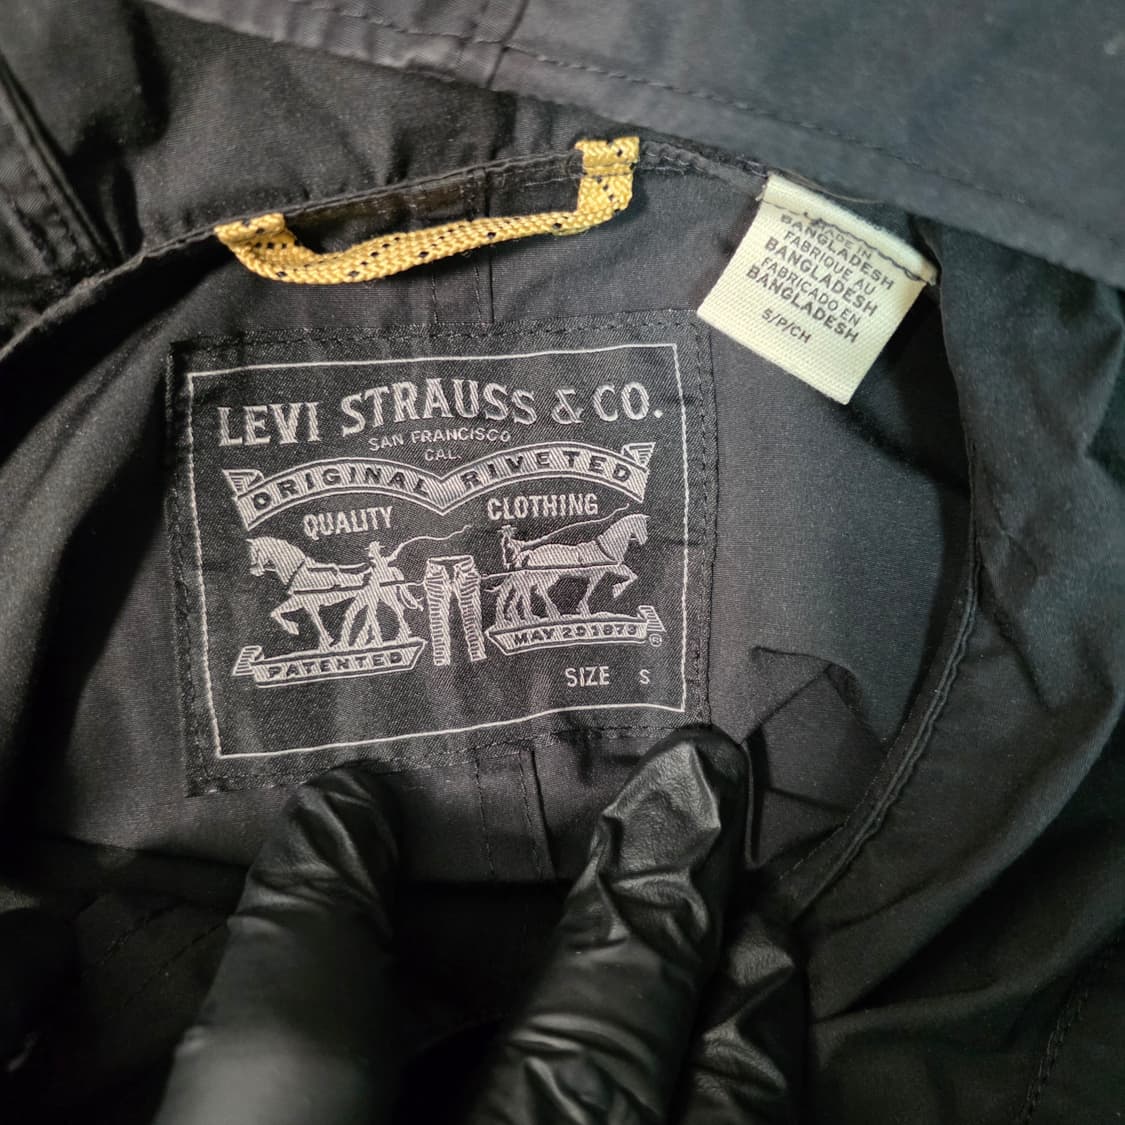 LEVI STRAUSS & CO.
SAN FRANCISCO
CAL.
ORIGINAL RIVETED
QUALITY CLOTHING
PATENTED MAY 20 1873
®
SIZE S
MADE IN
BANGLADESH
FABRIQUE AU
BANGLADESH
FABRICADO EN
BANGLADESH
S/P/CH